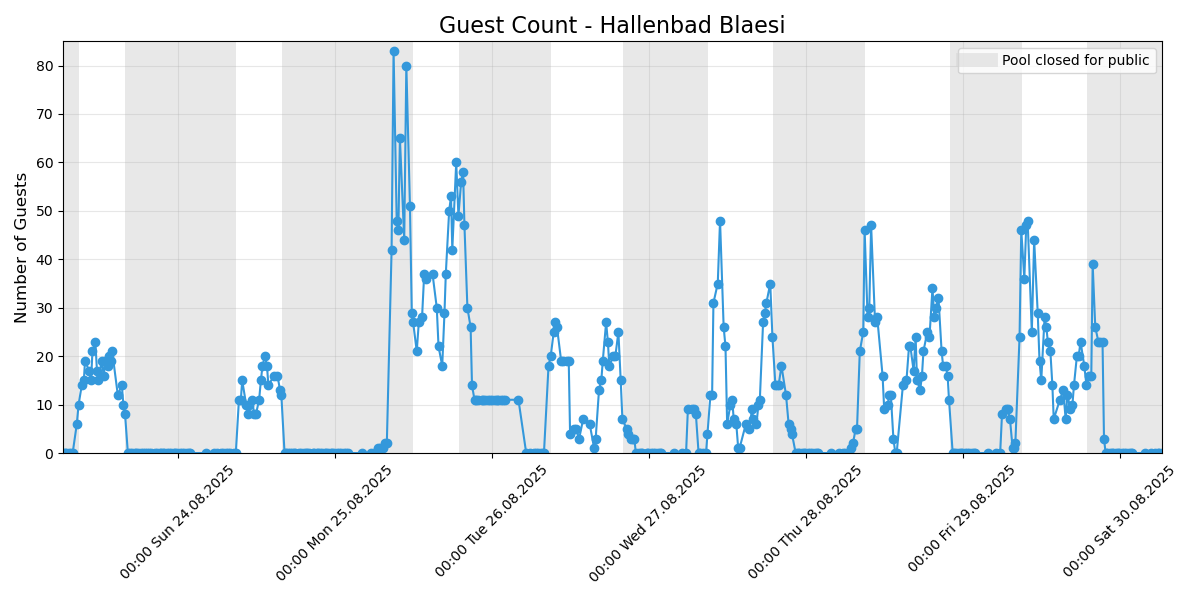 Guest Count - Hallenbad Blaesi
Pool closed for public
Number of Guests
80
70
60
50
40
30
20
10
0
00:00 Sun 24.08.2025
00:00 Mon 25.08.2025
00:00 Tue 26.08.2025
00:00 Wed 27.08.2025
00:00 Thu 28.08.2025
00:00 Fri 29.08.2025
00:00 Sat 30.08.2025